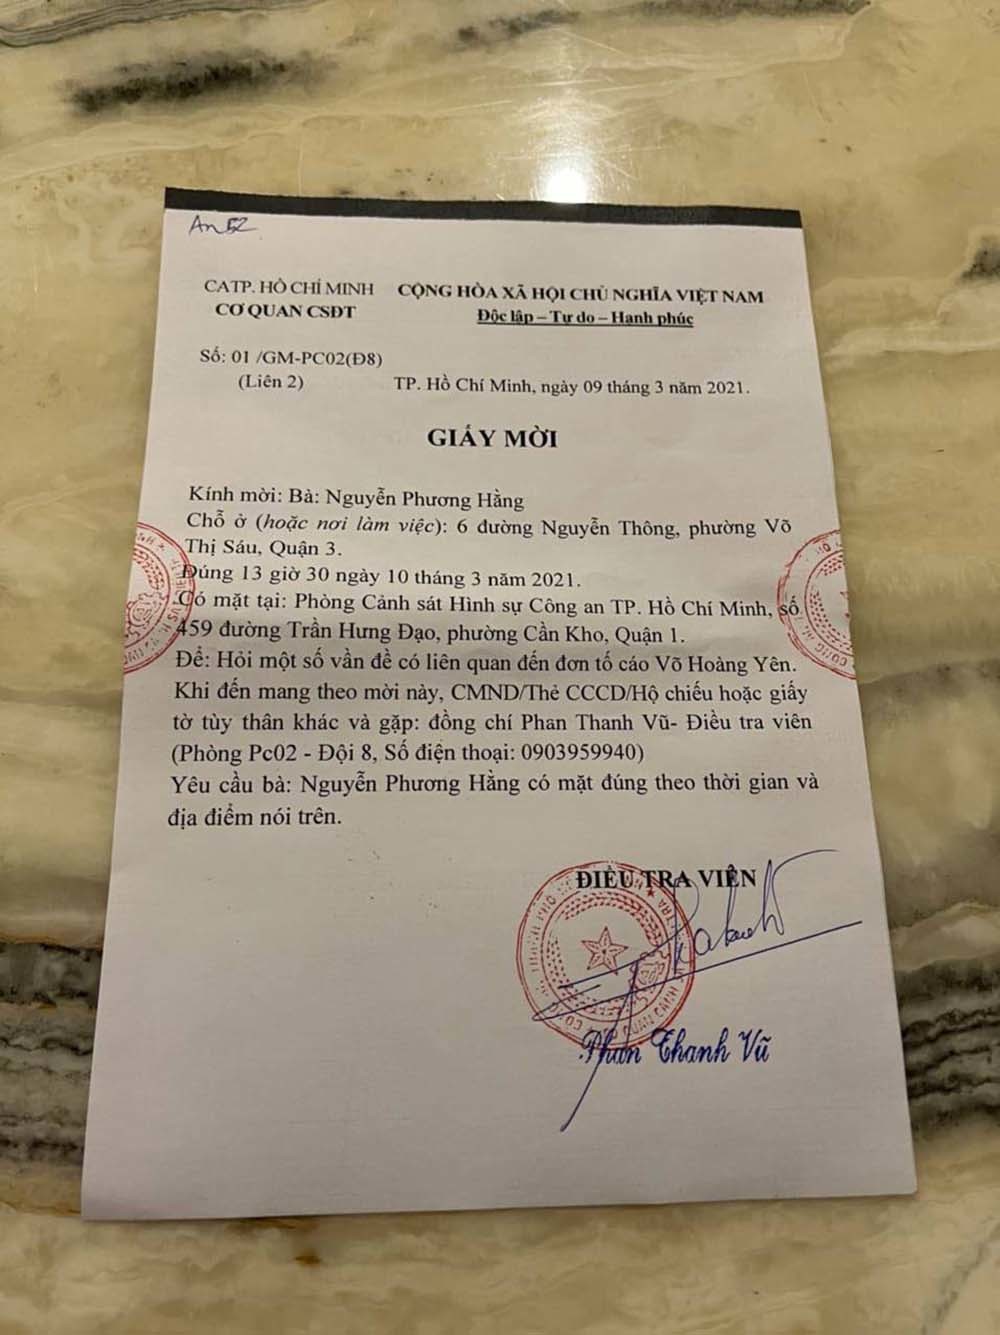 An 52
CATP. HỒ CHÍ MINH CỘNG HÒA XÃ HỘI CHỦ NGHĨA VIỆT NAM
CƠ QUAN CSĐT Độc lập – Tự do – Hạnh phúc
Số: 01 /GM-PC02(Đ8)
(Liên 2) TP. Hồ Chí Minh, ngày 09 tháng 3 năm 2021.
GIẤY MỜI
Kính mời: Bà: Nguyễn Phương Hằng
Chỗ ở (hoặc nơi làm việc): 6 đường Nguyễn Thông, phường Võ
Thị Sáu, Quận 3.
Đúng 13 giờ 30 ngày 10 tháng 3 năm 2021.
Có mặt tại: Phòng Cảnh sát Hình sự Công an TP. Hồ Chí Minh, số
459 đường Trần Hưng Đạo, phường Cần Kho, Quận 1.
Để: Hỏi một số vấn đề có liên quan đến đơn tố cáo Võ Hoàng Yên.
Khi đến mang theo mời này, CMND/Thẻ CCCD/Hộ chiếu hoặc giấy
tờ tùy thân khác và gặp: đồng chí Phan Thanh Vũ- Điều tra viên
(Phòng Pc02 - Đội 8, Số điện thoại: 0903959940)
Yêu cầu bà: Nguyễn Phương Hằng có mặt đúng theo thời gian và
địa điểm nói trên.
ĐIỀU TRA VIÊN
Phan Thanh Vũ